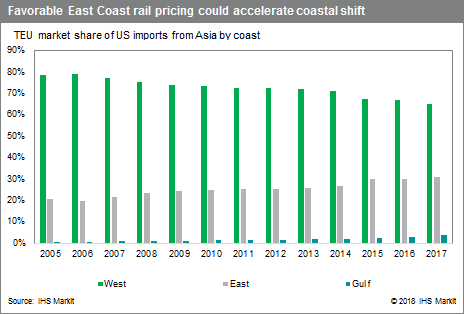 Favorable East Coast rail pricing could accelerate coastal shift
TEU market share of US imports from Asia by coast
90%
80%
70%
60%
50%
40%
30%
20%
10%
0%
2005 2006 2007 2008 2009 2010 2011 2012 2013 2014 2015 2016 2017
West East Gulf
Source: IHS Markit © 2018 IHS Markit